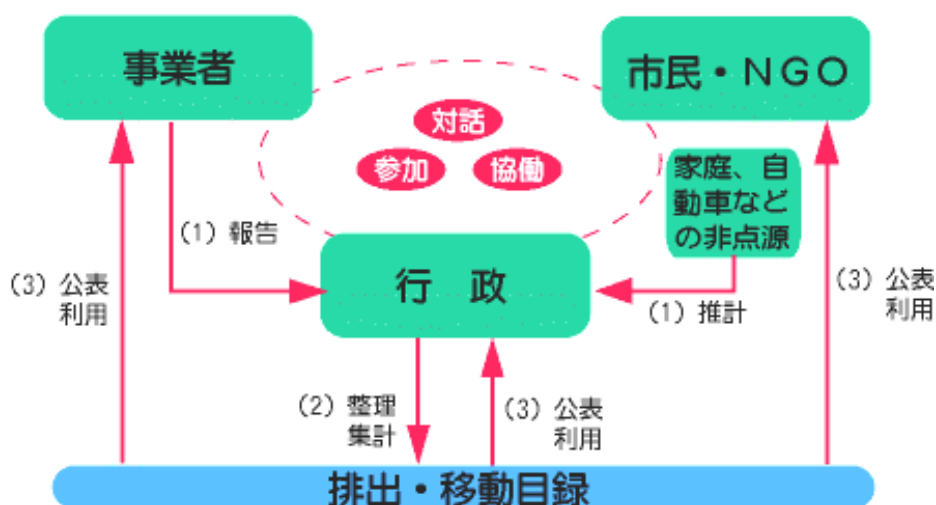 事業者
市民・NGO
対話
参加
協働
家庭、自
動車など
の非点源
(1) 報告
行 政
(3) 公表
利用
(1) 推計
(3) 公表
利用
(2) 整理
集計
(3) 公表
利用
排出・移動目録